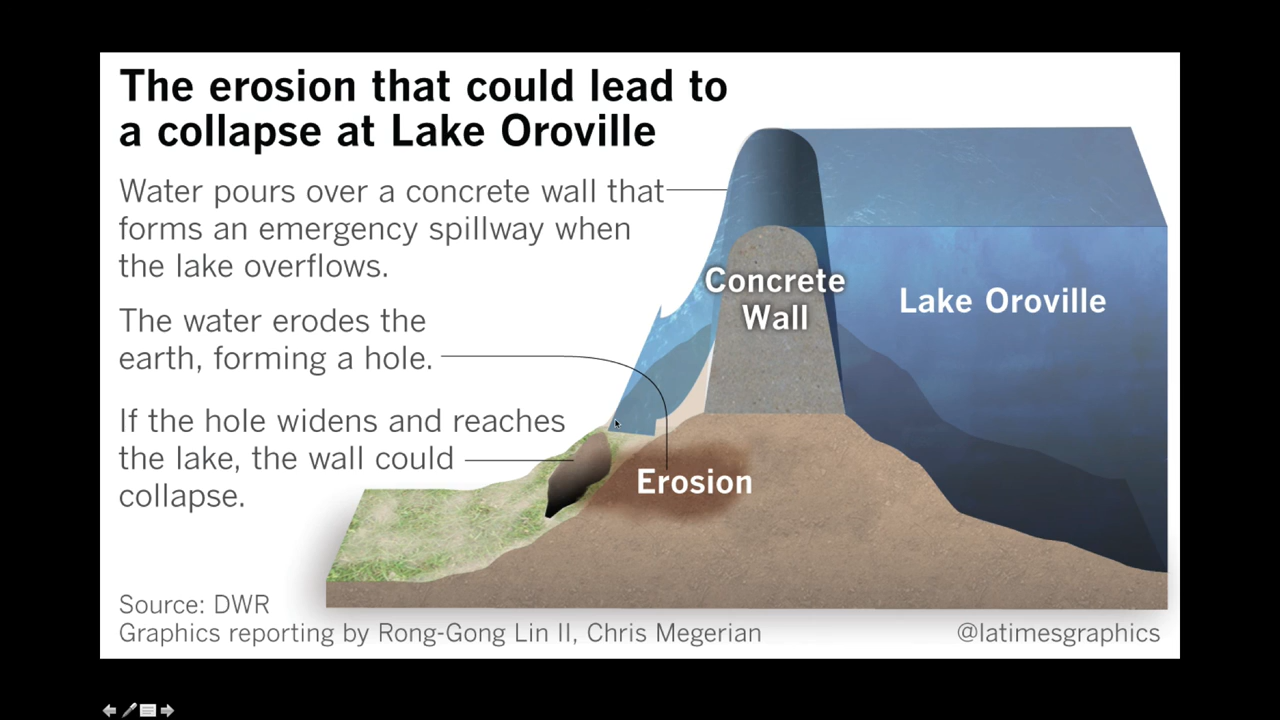 The erosion that could lead to
a collapse at Lake Oroville
Water pours over a concrete wall that
forms an emergency spillway when
the lake overflows.
The water erodes the
earth, forming a hole.
If the hole widens and reaches
the lake, the wall could
collapse.
Concrete
Wall
Lake Oroville
Erosion
Source: DWR
Graphics reporting by Rong-Gong Lin II, Chris Megerian
@latimesgraphics